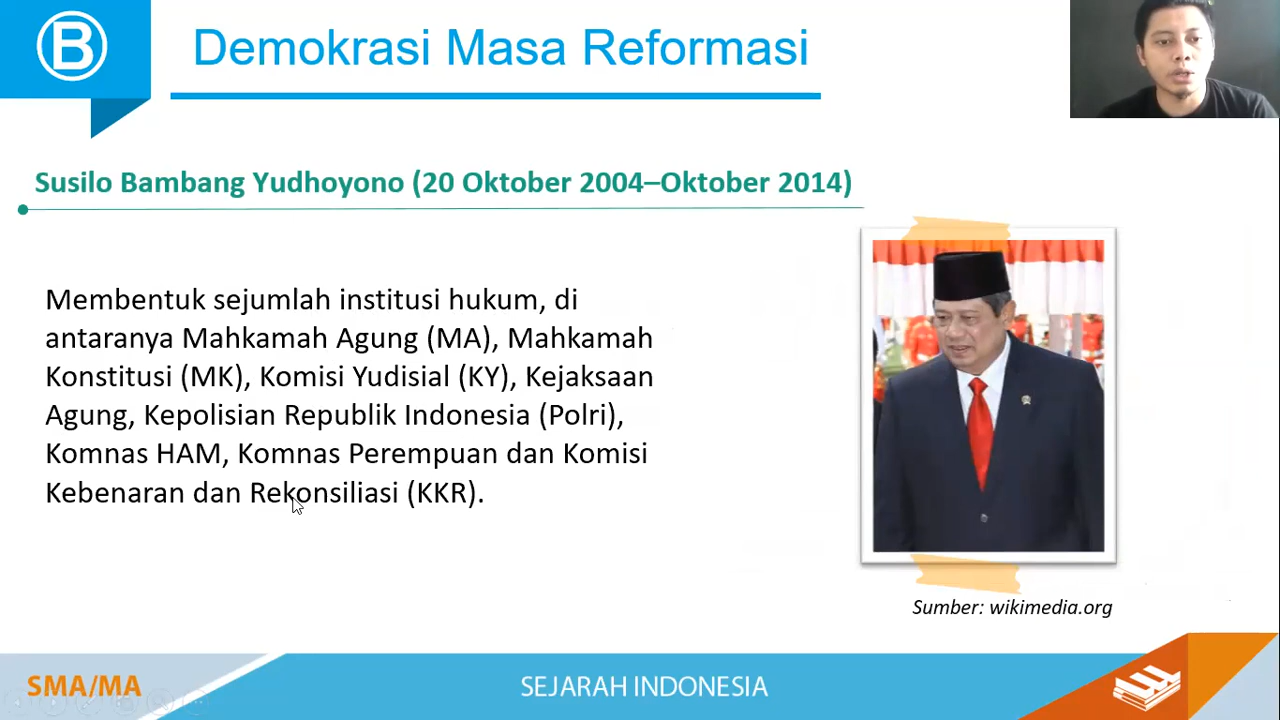 B
Demokrasi Masa Reformasi
Susilo Bambang Yudhoyono (20 Oktober 2004–Oktober 2014)
Membentuk sejumlah institusi hukum, di
antaranya Mahkamah Agung (MA), Mahkamah
Konstitusi (MK), Komisi Yudisial (KY), Kejaksaan
Agung, Kepolisian Republik Indonesia (Polri),
Komnas HAM, Komnas Perempuan dan Komisi
Kebenaran dan Rekonsiliasi (KKR).
Sumber: wikimedia.org
SMA/MA
SEJARAH INDONESIA